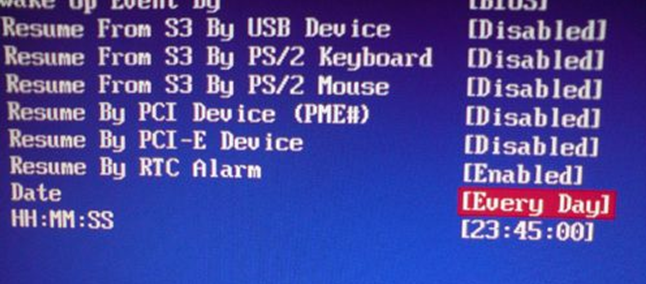 Wake Up Event By [BIOS]
Resume From S3 By USB Device [Disabled]
Resume From S3 By PS/2 Keyboard [Disabled]
Resume From S3 By PS/2 Mouse [Disabled]
Resume By PCI Device (PME#) [Disabled]
Resume By PCI-E Device [Disabled]
Resume By RTC Alarm [Enabled]
Date [Every Day]
HH:MM:SS [23:45:00]